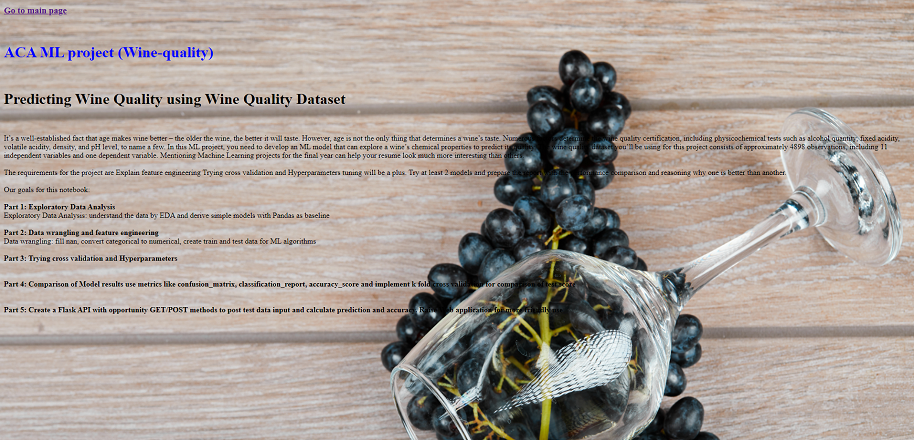 Go to main page
ACA ML project (Wine-quality)
Predicting Wine Quality using Wine Quality Dataset
It's a well-established fact that age makes wine better – the older the wine, the better it will taste. However, age is not the only thing that determines a wine's taste. quality certification, including physicochemical tests such as alcohol quantity, fixed acidity,
volatile acidity, density, and pH level, to name a few. In this ML project, you need to develop an ML model that can explore a wine's chemical properties to predict you'll be using for this project consists of approximately 4898 observations, including 11
independent variables and one dependent variable. Mentioning Machine Learning projects for the final year can help your resume look much more interesting than others.
The requirements for the project are Explain feature engineering Trying cross validation and Hyperparameters tuning will be a plus. Try at least 2 models and prepare comparison and reasoning why one is better than another.
Our goals for this notebook:
Part 1: Exploratory Data Analysis
Exploratory Data Analysis: understand the data by EDA and derive simple models with Pandas as baseline
Part 2: Data wrangling and feature engineering
Data wrangling: fill nan, convert categorical to numerical, create train and test data for ML algorithms
Part 3: Trying cross validation and Hyperparameters
Part 4: Comparison of Model results use metrics like confusion_matrix, classification_report, accuracy_score and implement k fold cross validation for comparison of test score
Part 5: Create a Flask API with opportunity GET/POST methods to post test data input and calculate prediction and accuracy. application for more friendly